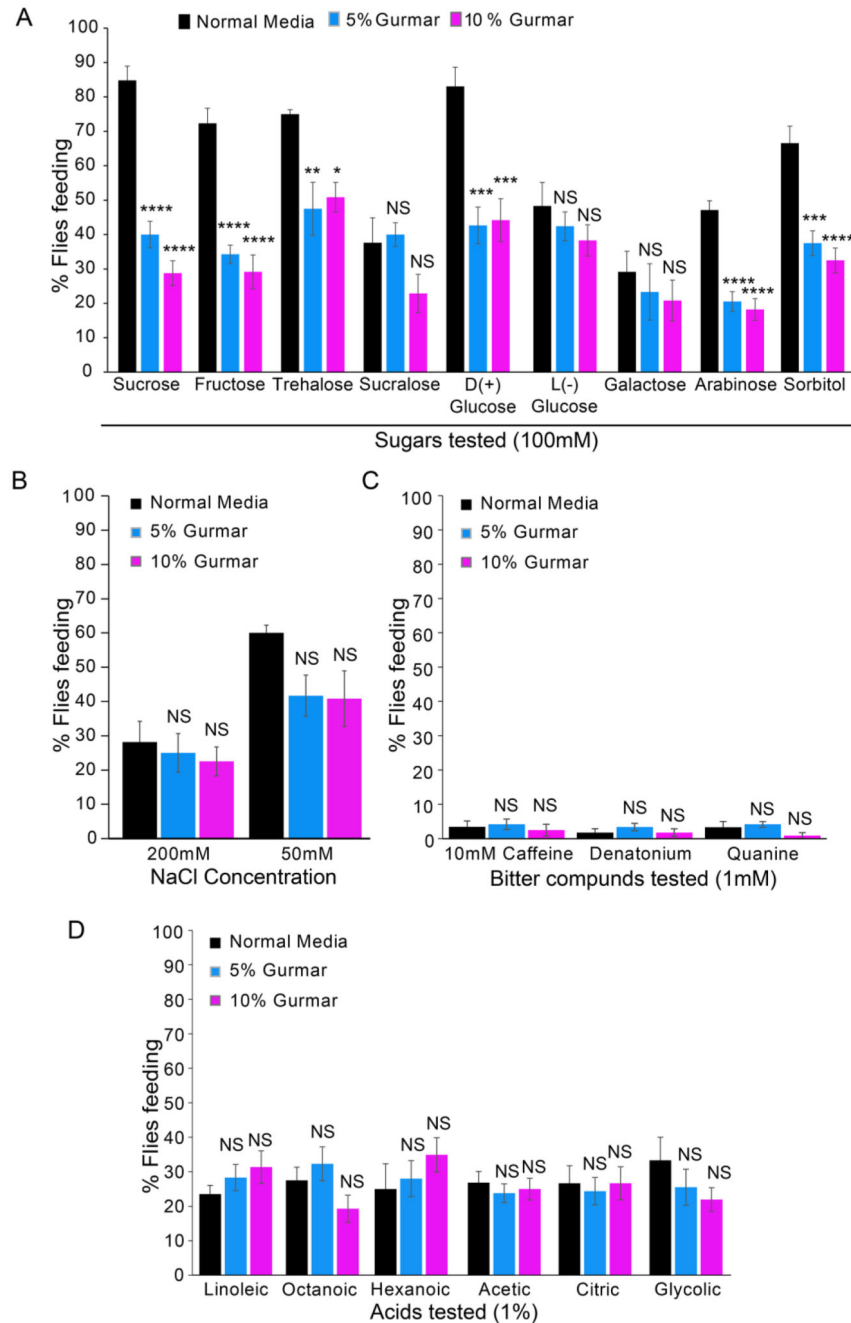 A
Normal Media 5% Gurmar 10 % Gurmar
% Flies feeding
100
90
80
70
60
50
40
30
20
10
0
**** **** **** **** ** * NS NS *** *** NS NS NS NS **** **** *** ****
Sucrose Fructose Trehalose Sucralose D(+) Glucose L(-) Glucose Galactose Arabinose Sorbitol
Sugars tested (100mM)
B
Normal Media
5% Gurmar
10% Gurmar
% Flies feeding
100
90
80
70
60
50
40
30
20
10
0
NS NS NS NS
200mM 50mM
NaCl Concentration
C
Normal Media
5% Gurmar
10% Gurmar
% Flies feeding
100
90
80
70
60
50
40
30
20
10
0
NS NS NS NS NS NS
10mM Caffeine Denatonium Quanine
Bitter compunds tested (1mM)
D
Normal Media
5% Gurmar
10% Gurmar
% Flies feeding
100
90
80
70
60
50
40
30
20
10
0
NS NS NS NS NS NS NS NS NS NS NS NS
Linoleic Octanoic Hexanoic Acetic Citric Glycolic
Acids tested (1%)